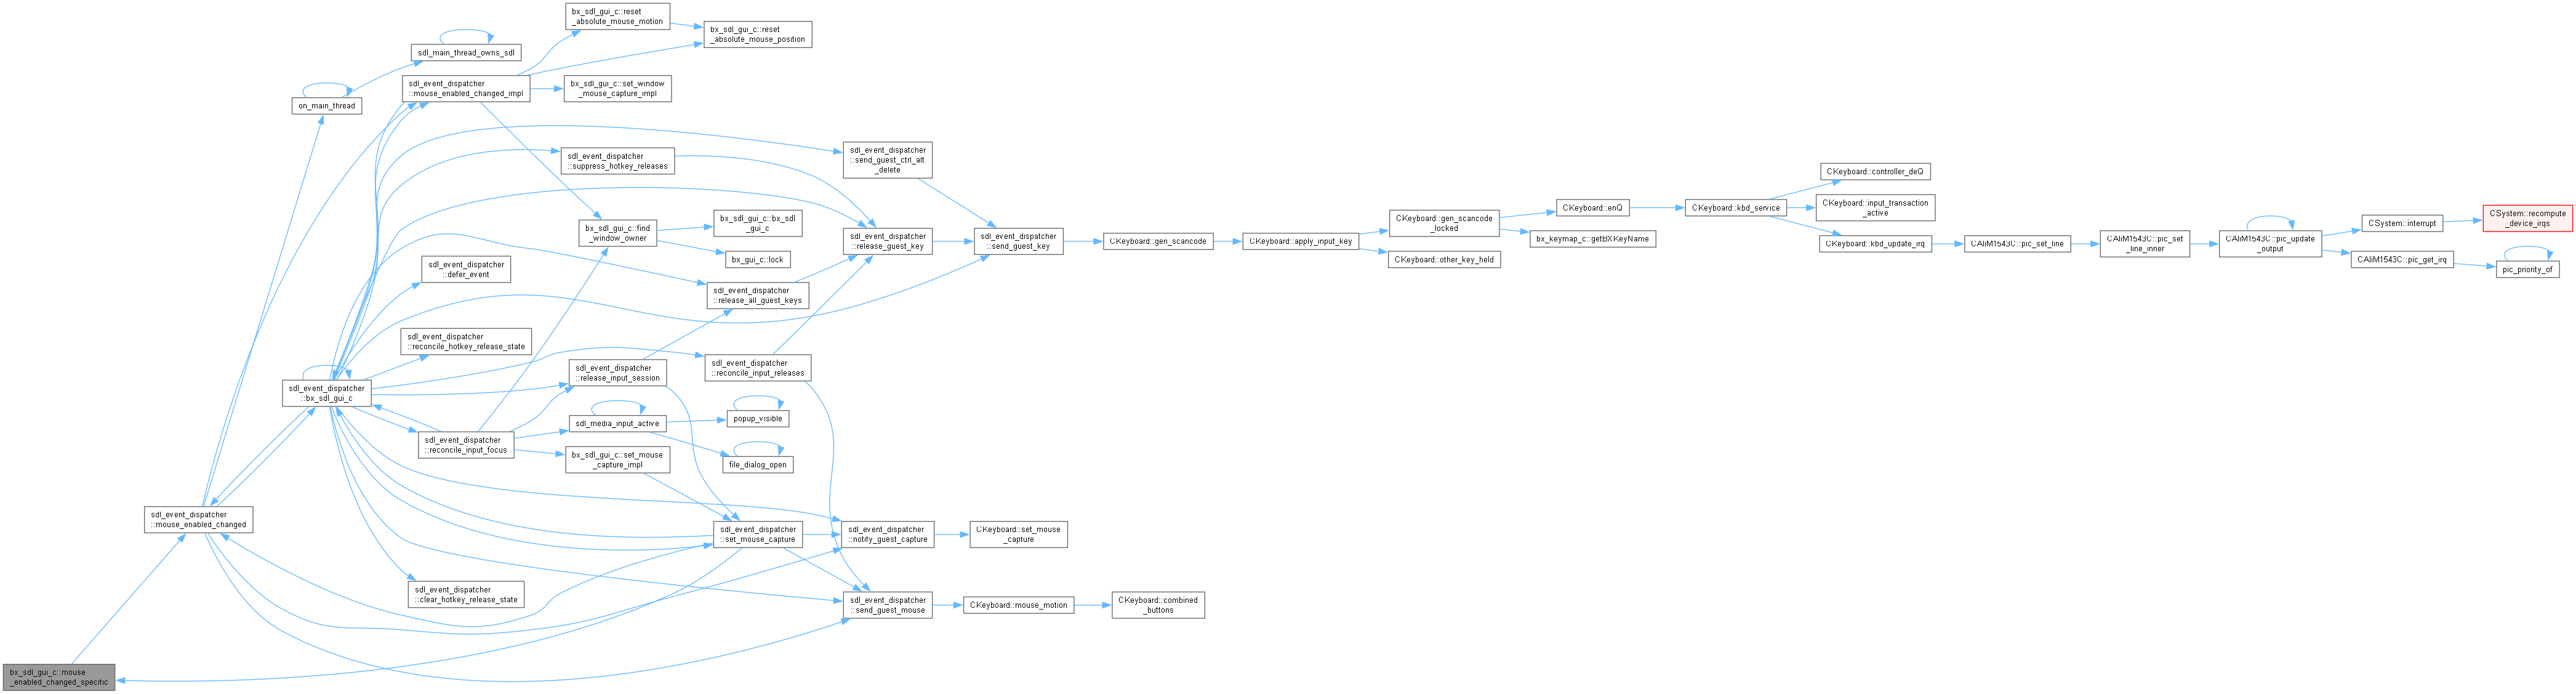 bx_sdl_gui_c::reset
_absolute_mouse_motion
bx_sdl_gui_c::reset
_absolute_mouse_position
sdl_main_thread_owns_sdl
sdl_event_dispatcher
::mouse_enabled_changed_impl
bx_sdl_gui_c::set_window
_mouse_capture_impl
on_main_thread
sdl_event_dispatcher
::send_guest_ctrl_alt
_delete
sdl_event_dispatcher
::suppress_hotkey_releases
CKeyboard::controller_deQ
CKeyboard::input_transaction
_active
CKeyboard::enQ
CKeyboard::kbd_service
CKeyboard::gen_scancode
_locked
bx_keymap_c::getBXKeyName
CSystem::recompute
_device_irqs
CSystem::interrupt
bx_sdl_gui_c::bx_sdl
_gui_c
bx_sdl_gui_c::find
_window_owner
bx_gui_c::lock
sdl_event_dispatcher
::release_guest_key
sdl_event_dispatcher
::send_guest_key
CKeyboard::gen_scancode
CKeyboard::apply_input_key
CKeyboard::other_key_held
CKeyboard::kbd_update_irq
CAliM1543C::pic_set_line
CAliM1543C::pic_set
_line_inner
CAliM1543C::pic_update
_output
CAliM1543C::pic_get_irq
pic_priority_of
sdl_event_dispatcher
::defer_event
sdl_event_dispatcher
::release_all_guest_keys
sdl_event_dispatcher
::reconcile_hotkey_release_state
sdl_event_dispatcher
::release_input_session
sdl_event_dispatcher
::reconcile_input_releases
sdl_event_dispatcher
::bx_sdl_gui_c
sdl_media_input_active
popup_visible
sdl_event_dispatcher
::reconcile_input_focus
bx_sdl_gui_c::set_mouse
_capture_impl
file_dialog_open
sdl_event_dispatcher
::mouse_enabled_changed
sdl_event_dispatcher
::set_mouse_capture
sdl_event_dispatcher
::notify_guest_capture
CKeyboard::set_mouse
_capture
sdl_event_dispatcher
::clear_hotkey_release_state
sdl_event_dispatcher
::send_guest_mouse
CKeyboard::mouse_motion
CKeyboard::combined
_buttons
bx_sdl_gui_c::mouse
_enabled_changed_specific